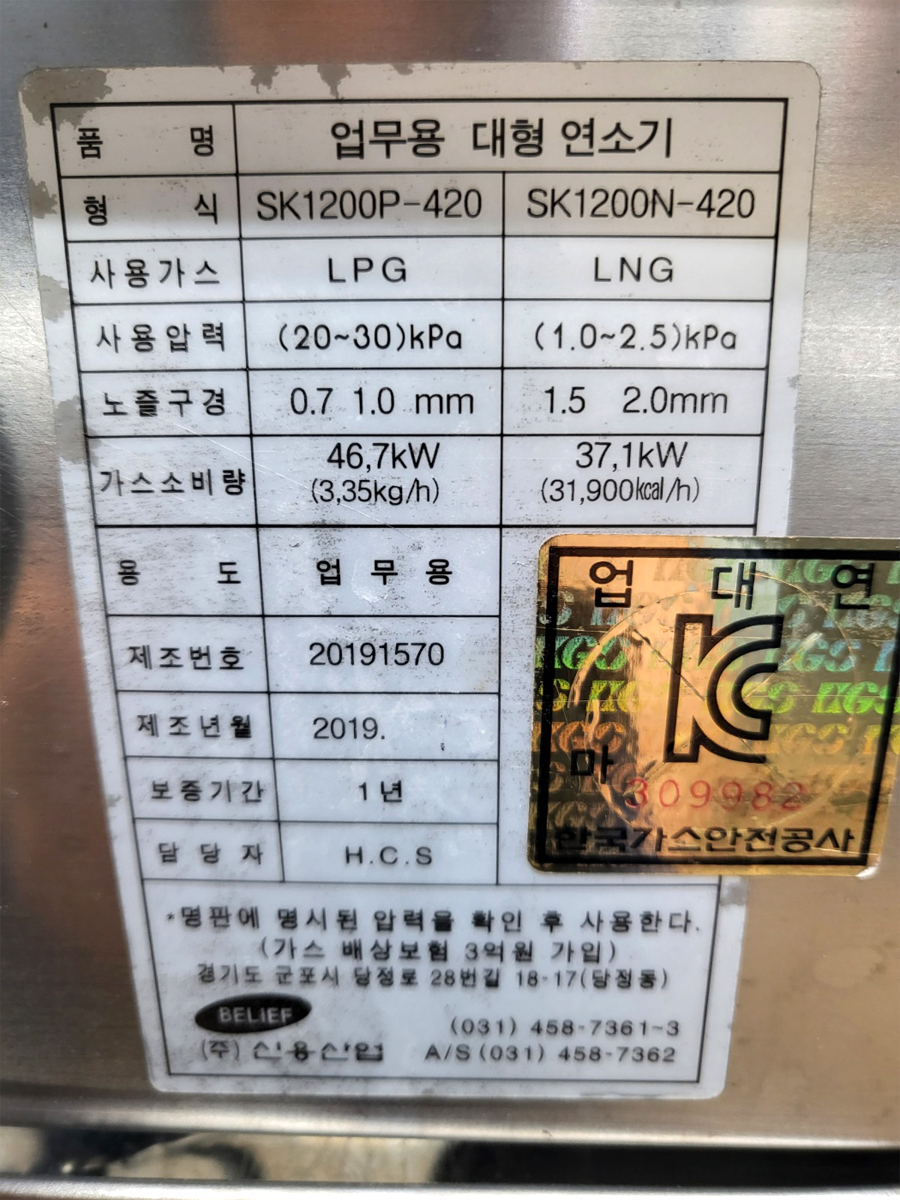 품 명 업무용 대형 연소기
형 식 SK1200P-420 SK1200N-420
사용가스 LPG LNG
사용압력 (20~30)kPa (1.0~2.5)kPa
노즐구경 0.7 1.0 mm 1.5 2.0mm
가스소비량 46,7kW 37,1kW
(3,35kg/h) (31,900kcal/h)
용 도 업 무 용
제조번호 20191570
제조년월 2019.
보증기간 1년
담 당 자 H.C.S
업 대 연
KC
마
309982
한국가스안전공사
*명판에 명시된 압력을 확인 후 사용한다.
(가스 배상보험 3억원 가입)
경기도 군포시 당정로 28번길 18-17(당정동)
BELIEF (031) 458-7361~3
(주) 신용산업 A/S (031) 458-7362